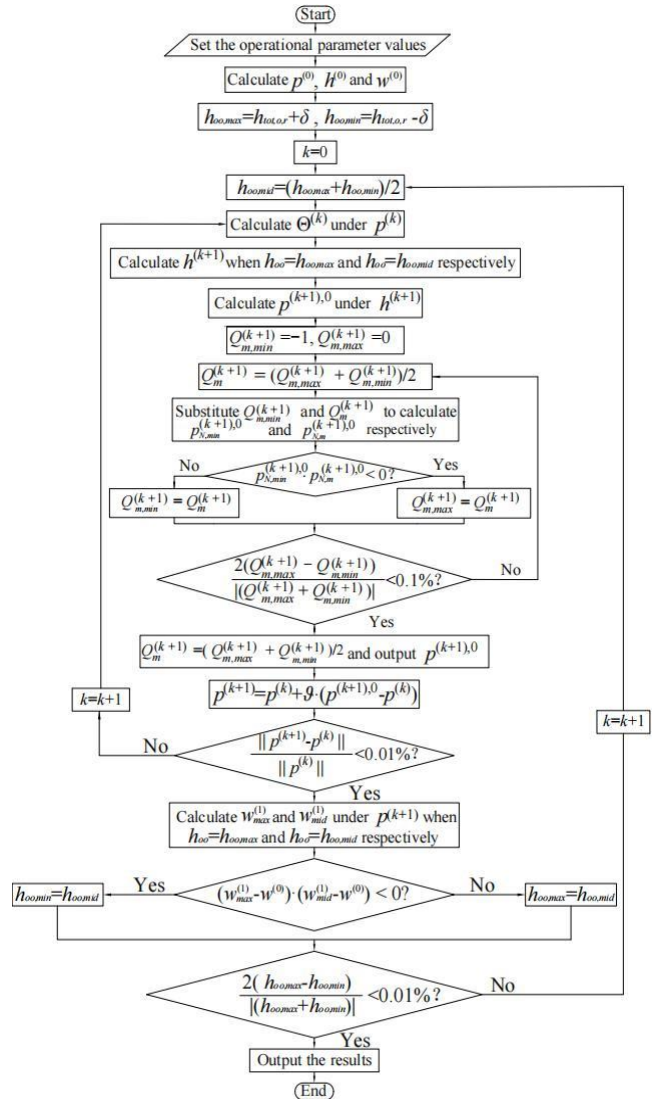 Start
Set the operational parameter values
Calculate p^(0), h^(0) and w^(0)
h_oo,max=h_tot,o,r+δ , h_oo,min=h_tot,o,r-δ
k=0
h_oo,mid=(h_oo,max+h_oo,min)/2
Calculate Θ^(k) under p^(k)
Calculate h^(k+1) when h_oo=h_oo,max and h_oo=h_oo,mid respectively
Calculate p^(k+1),0 under h^(k+1)
Q_m,min^(k+1)=-1, Q_m,max^(k+1)=0
Q_m^(k+1) = (Q_m,max^(k+1) + Q_m,min^(k+1))/2
Substitute Q_m,min^(k+1) and Q_m^(k+1) to calculate
p_N,min^(k+1),0 and p_N,m^(k+1),0 respectively
No
p_N,min^(k+1),0 · p_N,m^(k+1),0 < 0?
Yes
Q_m,min^(k+1) = Q_m^(k+1)
Q_m,max^(k+1) = Q_m^(k+1)
2(Q_m,max^(k+1) - Q_m,min^(k+1))
|(Q_m,max^(k+1) + Q_m,min^(k+1))|
<0.1%?
No
Yes
Q_m^(k+1) =( Q_m,max^(k+1) + Q_m,min^(k+1))/2 and output p^(k+1),0
k=k+1
p^(k+1)=p^(k)+ϑ·(p^(k+1),0-p^(k))
k=k+1
No
|| p^(k+1)-p^(k) ||
|| p^(k) ||
<0.01%?
Yes
Calculate w_max^(1) and w_mid^(1) under p^(k+1) when
h_oo=h_oo,max and h_oo=h_oo,mid respectively
h_oo,min=h_oo,mid
Yes
(w_max^(1)-w^(0))·(w_mid^(1)-w^(0)) < 0?
No
h_oo,max=h_oo,mid
2( h_oo,max-h_oo,min)
|(h_oo,max+h_oo,min)|
<0.01%?
No
Yes
Output the results
End